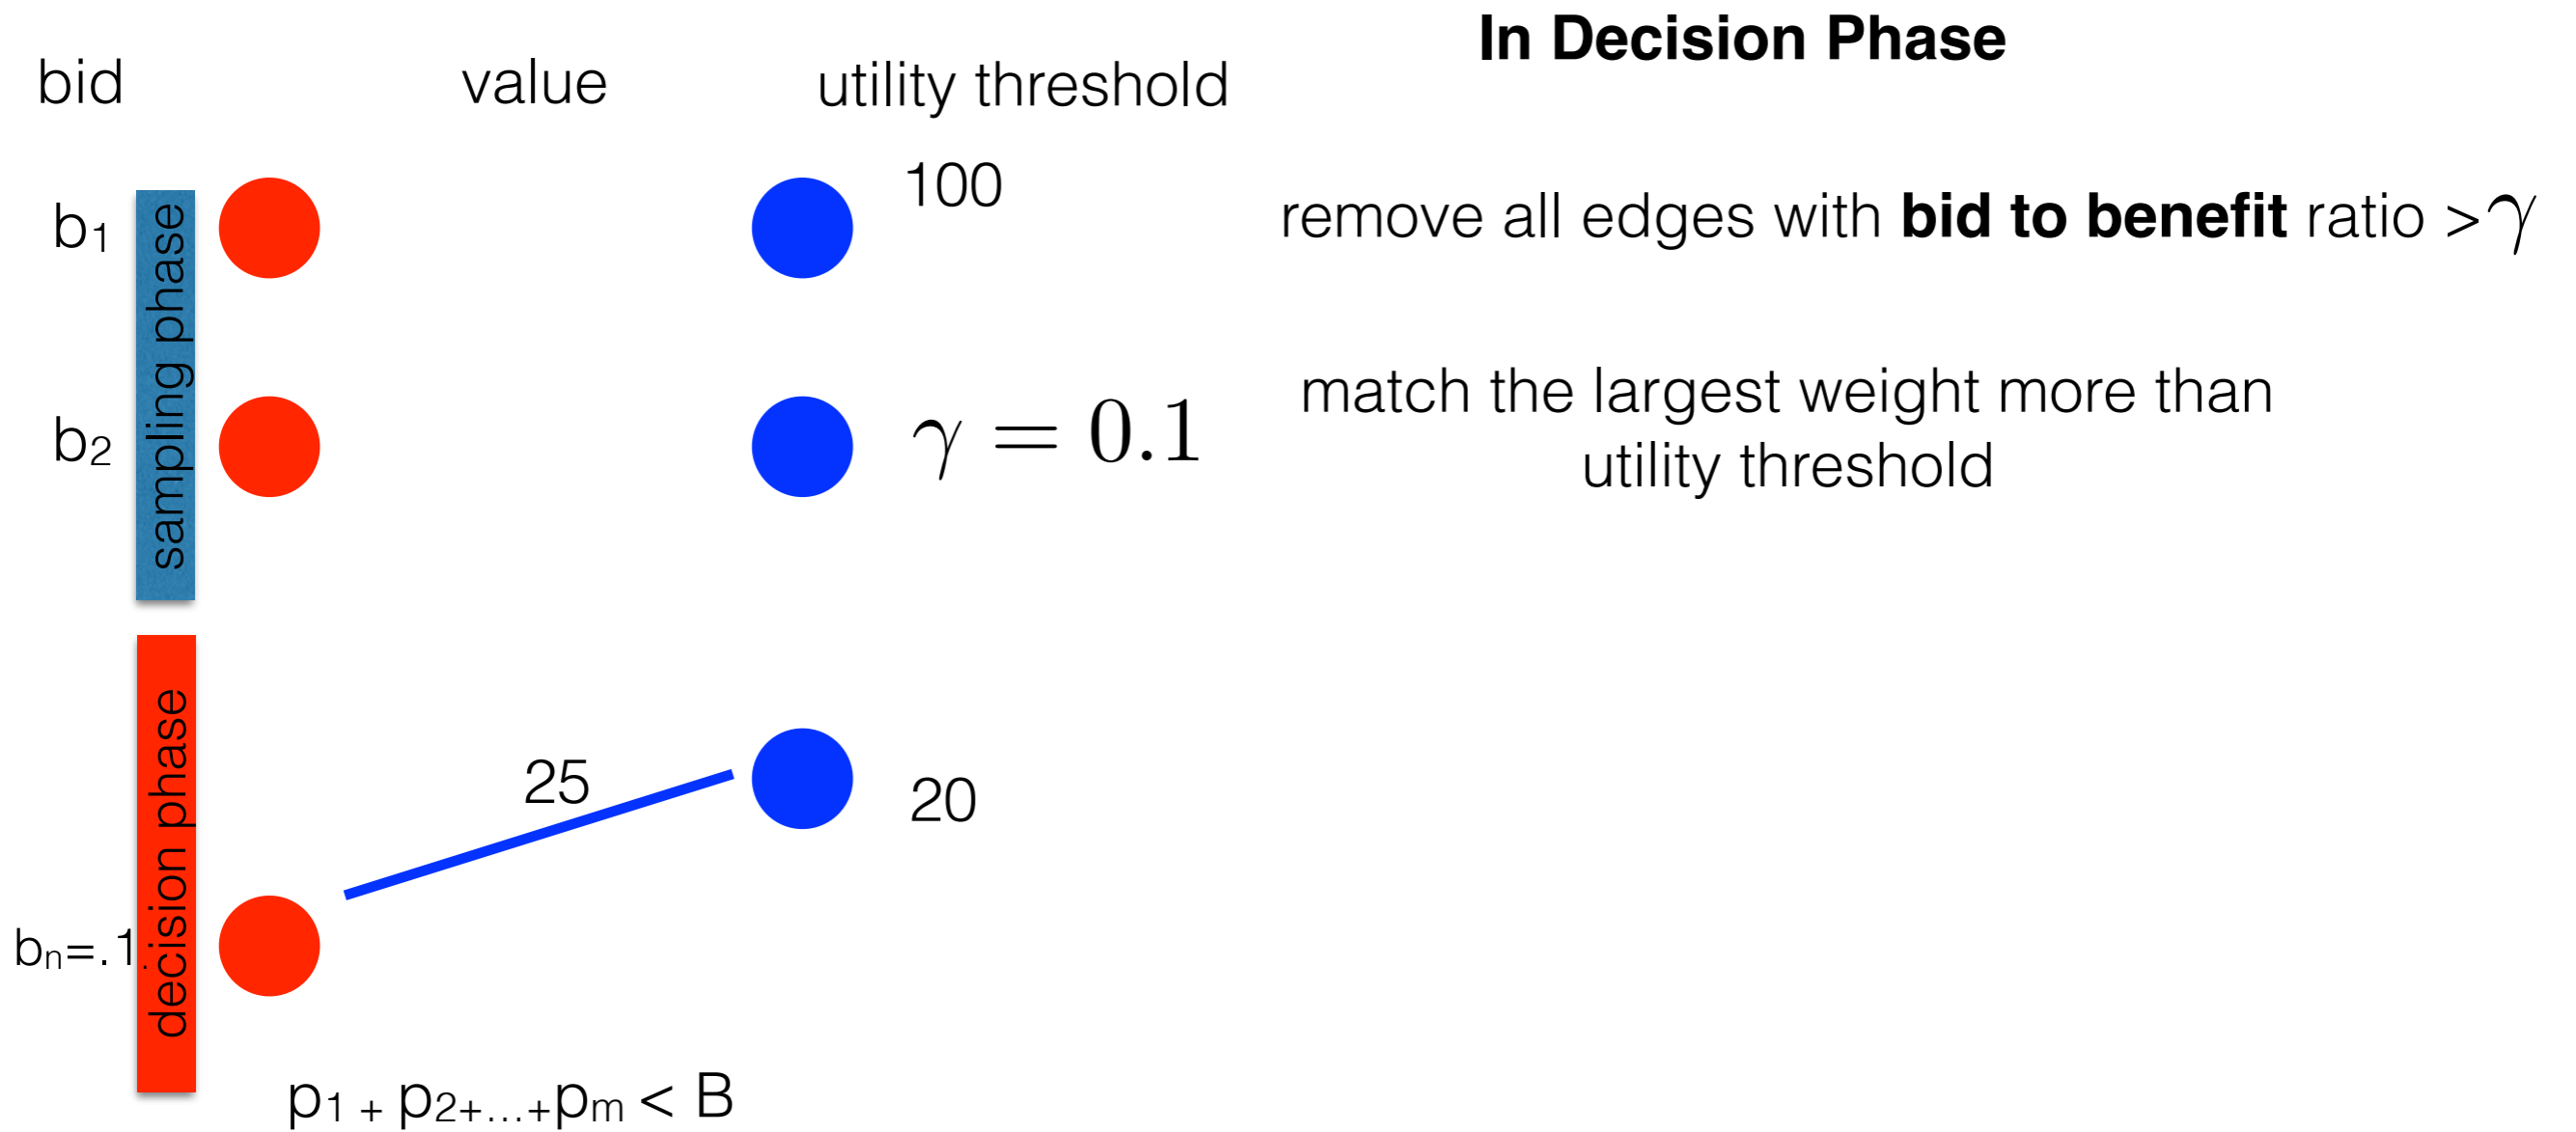 In Decision Phase
bid value utility threshold
100
b1
remove all edges with bid to benefit ratio >γ
sampling phase
b2
γ = 0.1
match the largest weight more than
utility threshold
25
20
decision phase
bn=.1
p1 + p2+...+pm < B